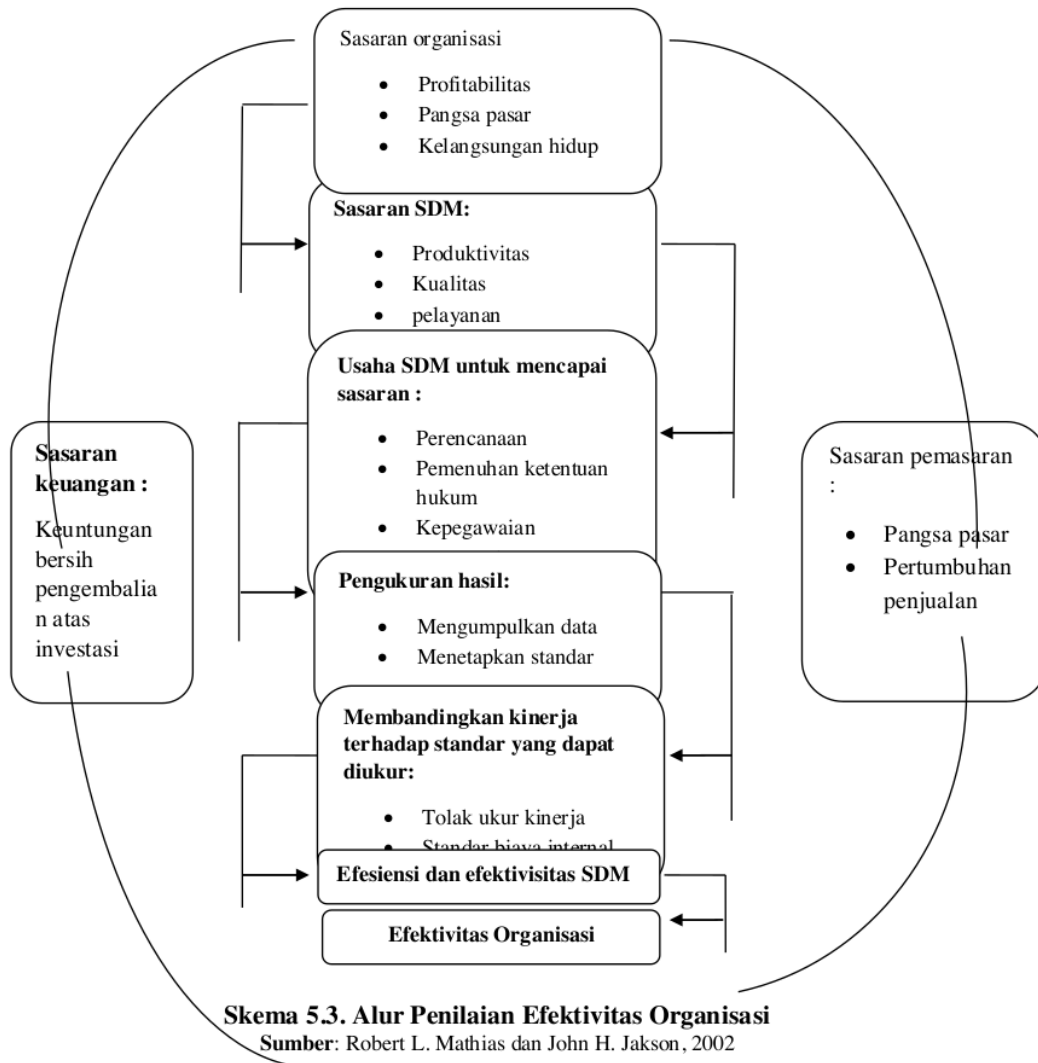 Sasaran organisasi
• Profitabilitas
• Pangsa pasar
• Kelangsungan hidup
Sasaran SDM:
• Produktivitas
• Kualitas
• pelayanan
Usaha SDM untuk mencapai
sasaran :
• Perencanaan
• Pemenuhan ketentuan
hukum
• Kepegawaian
Sasaran
keuangan :
Keuntungan
bersih
pengembalia
n atas
investasi
Sasaran pemasaran
:
• Pangsa pasar
• Pertumbuhan
penjualan
Pengukuran hasil:
• Mengumpulkan data
• Menetapkan standar
Membandingkan kinerja
terhadap standar yang dapat
diukur:
• Tolak ukur kinerja
• Standar biaya internal
Efesiensi dan efektivisitas SDM
Efektivitas Organisasi
Skema 5.3. Alur Penilaian Efektivitas Organisasi
Sumber: Robert L. Mathias dan John H. Jakson, 2002